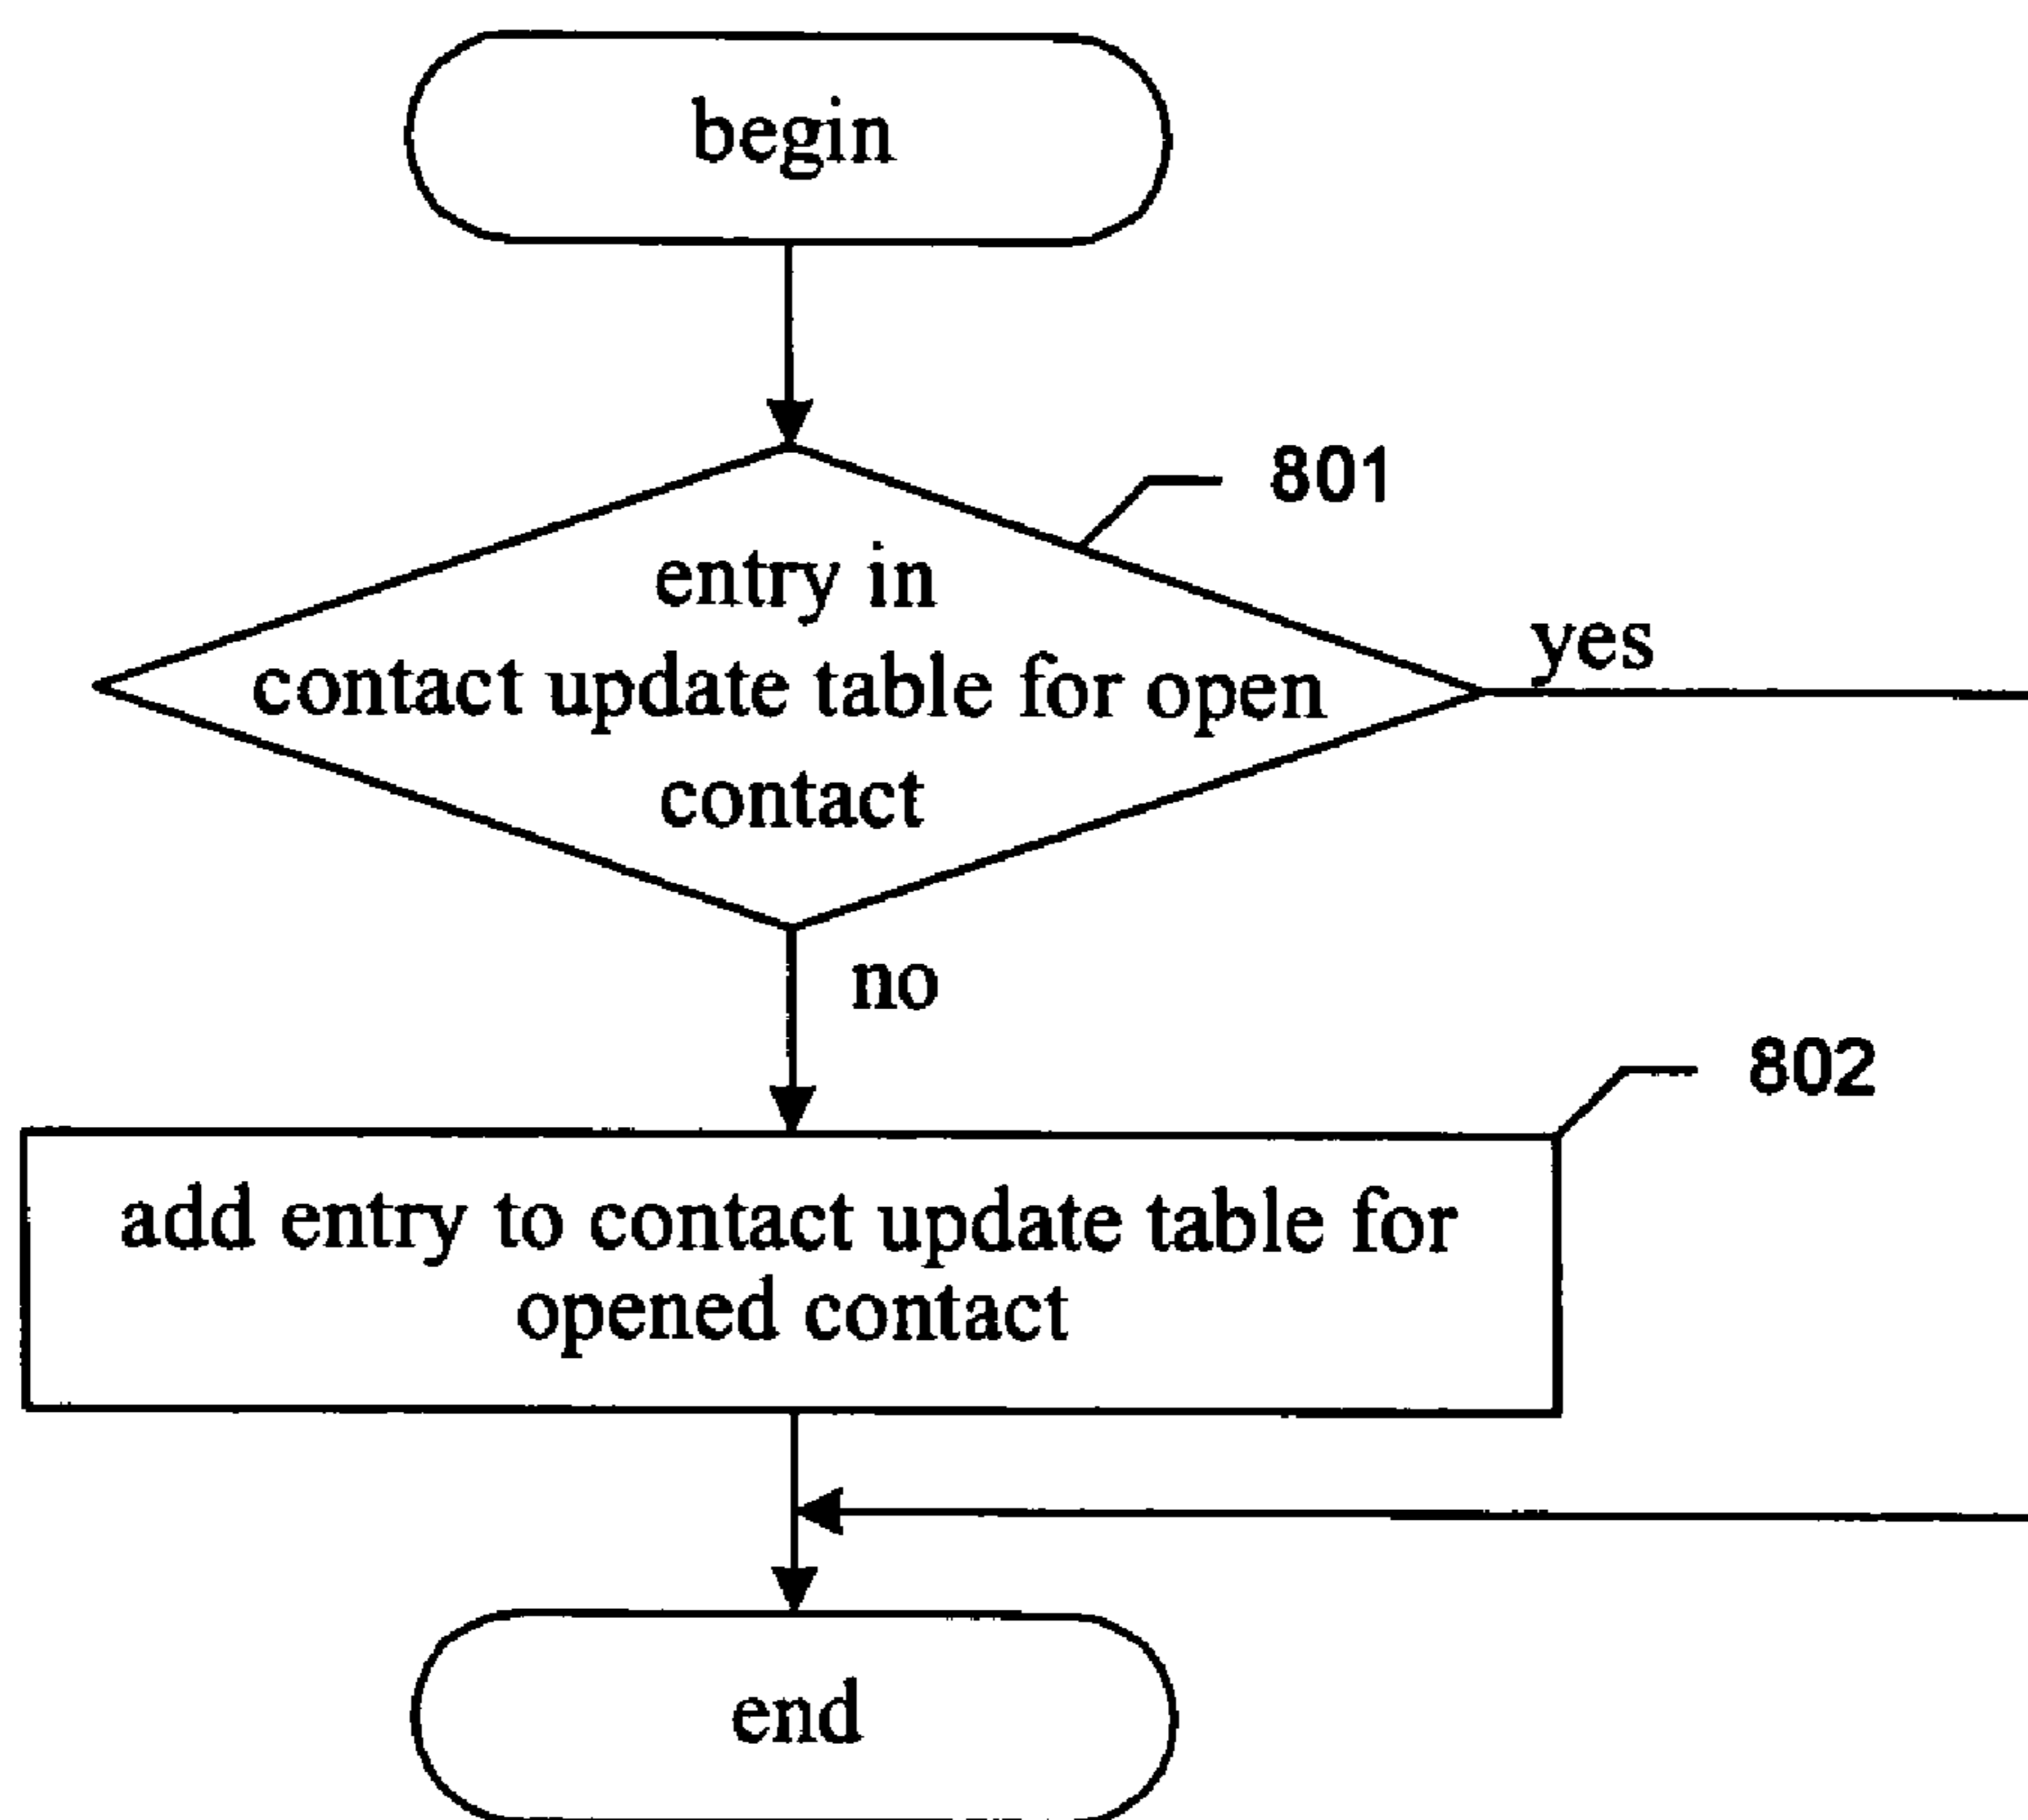 begin
801
entry in
contact update table for open
contact
yes
no
802
add entry to contact update table for
opened contact
end